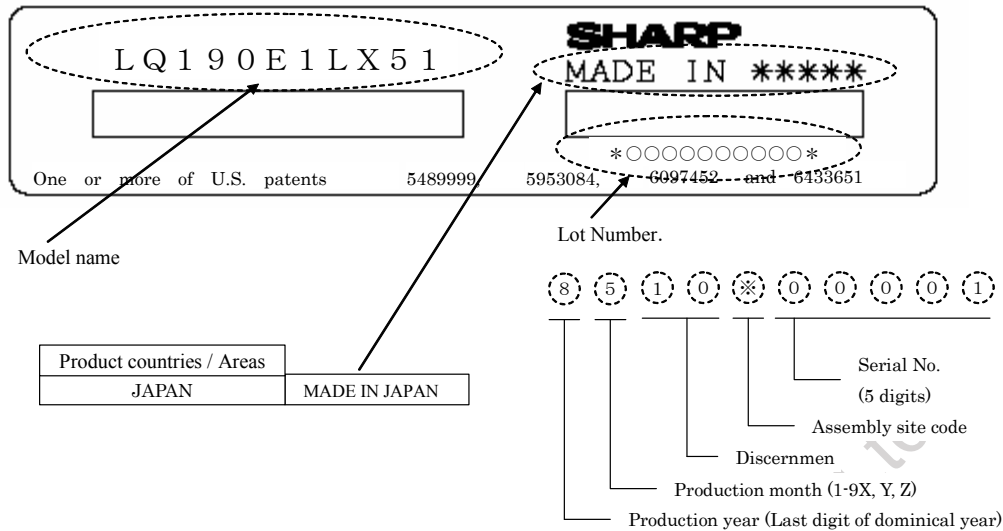 LQ190E1LX51
SHARP
MADE IN *****
*○○○○○○○○○○*
One or more of U.S. patents 5489999, 5953084, 6097452 and 6433651
Lot Number.
Model name
8 5 1 0 ※ 0 0 0 0 1
Product countries / Areas
JAPAN MADE IN JAPAN
Serial No.
(5 digits)
Assembly site code
Discernmen
Production month (1-9X, Y, Z)
Production year (Last digit of dominical year)